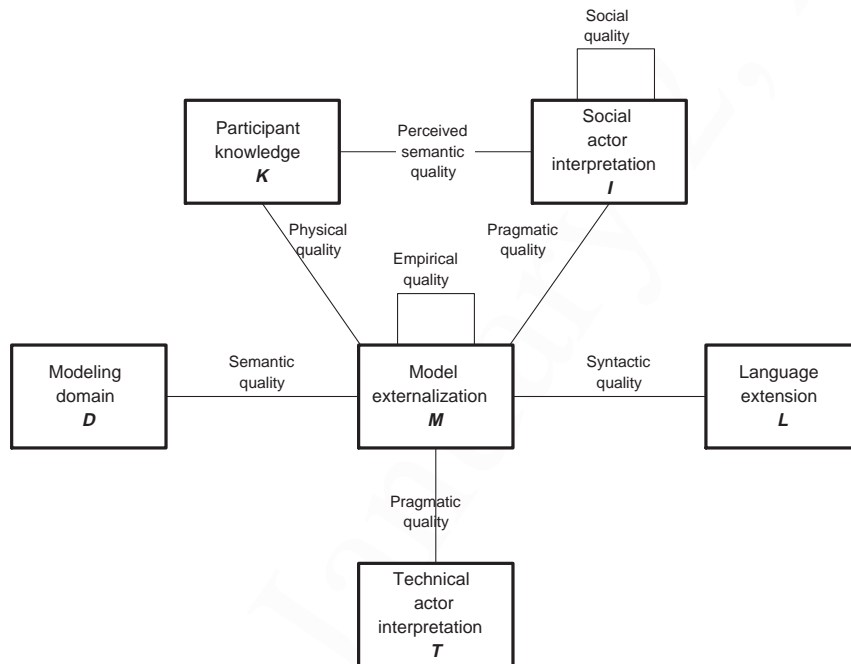 Social
quality
Participant
knowledge
K
Perceived
semantic
quality
Social
actor
interpretation
I
Physical
quality
Pragmatic
quality
Empirical
quality
Modeling
domain
D
Semantic
quality
Model
externalization
M
Syntactic
quality
Language
extension
L
Pragmatic
quality
Technical
actor
interpretation
T